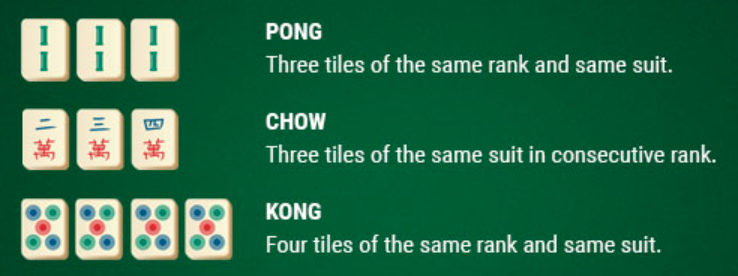 PONG
Three tiles of the same rank and same suit.
二 三 四
萬 萬 萬
CHOW
Three tiles of the same suit in consecutive rank.
KONG
Four tiles of the same rank and same suit.